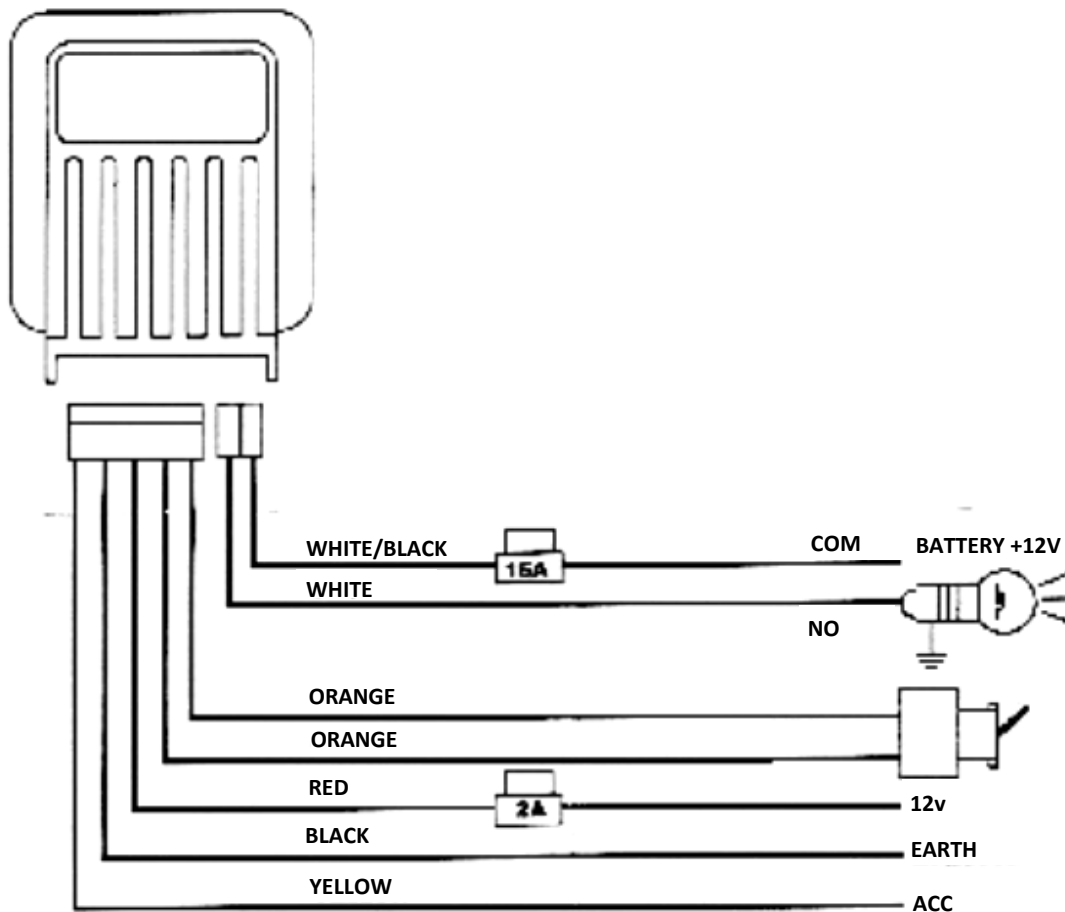 WHITE/BLACK
15A
COM
BATTERY +12V
WHITE
NO
ORANGE
ORANGE
RED
2A
12v
BLACK
EARTH
YELLOW
ACC